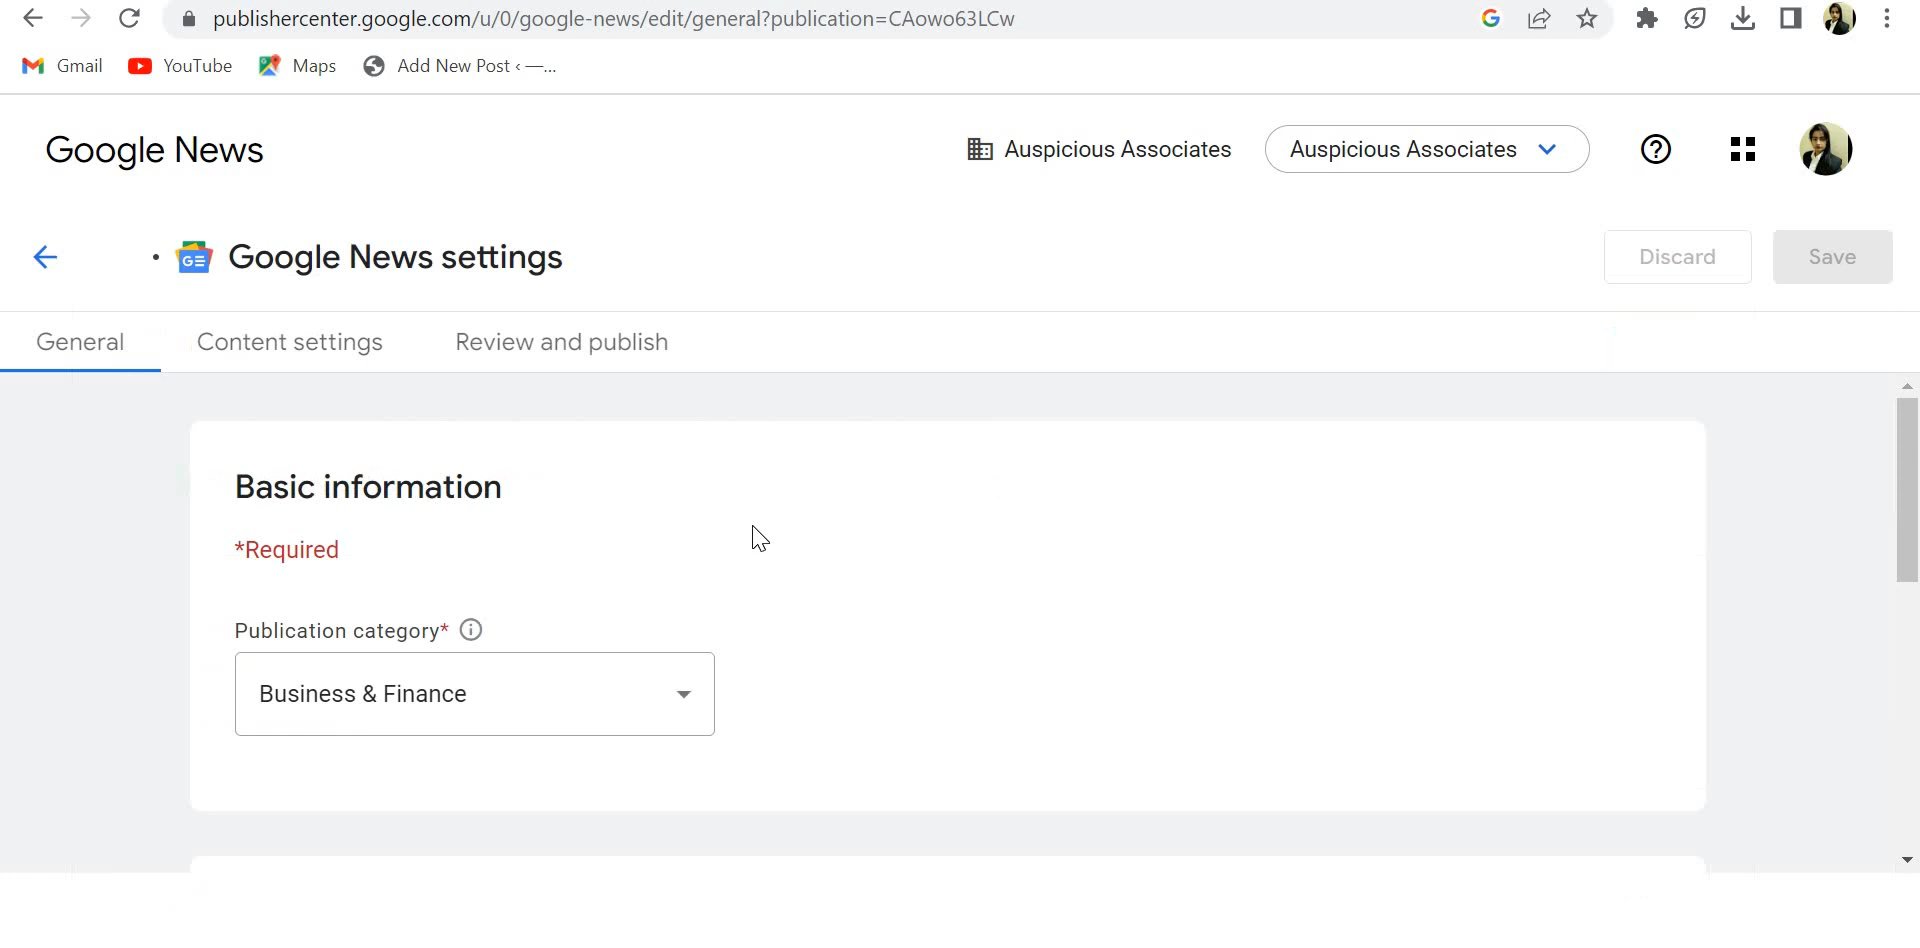 publishercenter.google.com/u/0/google-news/edit/general?publication=CAowo63LCw
Gmail YouTube Maps Add New Post ‹ —...
Google News
Auspicious Associates
Auspicious Associates
Google News settings
Discard
Save
General
Content settings
Review and publish
Basic information
*Required
Publication category*
Business & Finance